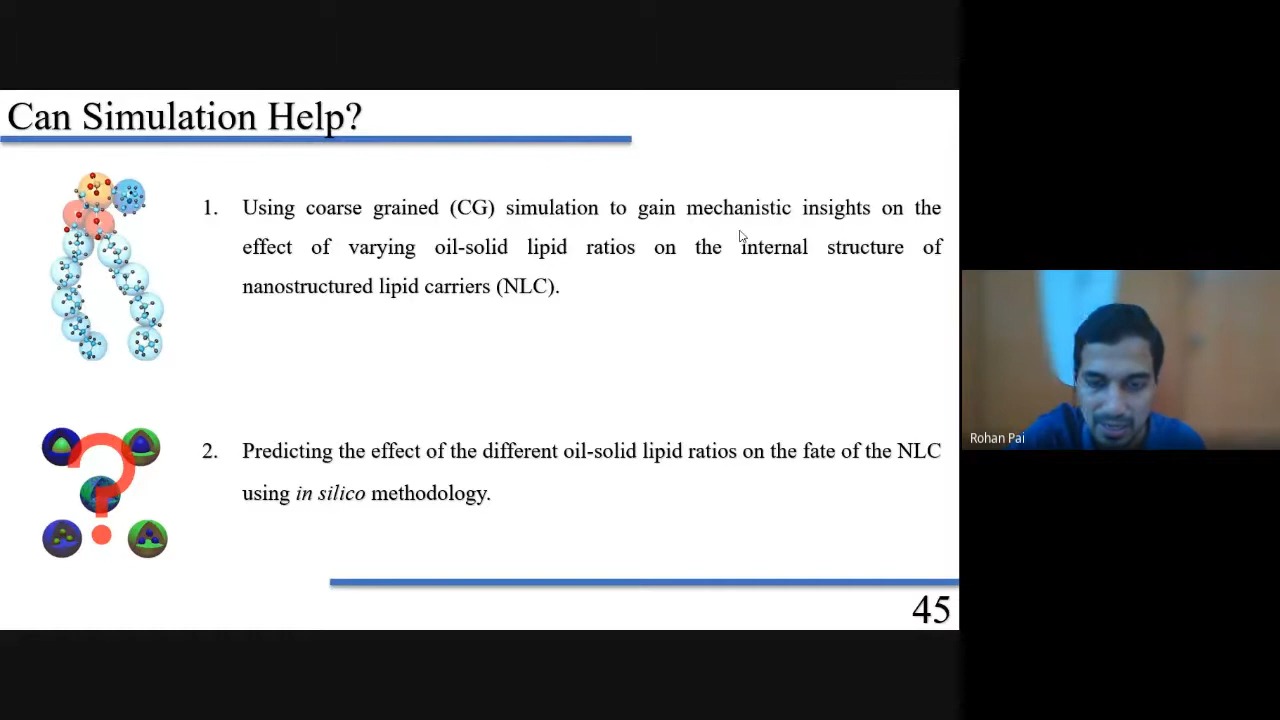 Can Simulation Help?
1. Using coarse grained (CG) simulation to gain mechanistic insights on the
effect of varying oil-solid lipid ratios on the internal structure of
nanostructured lipid carriers (NLC).
2. Predicting the effect of the different oil-solid lipid ratios on the fate of the NLC
using in silico methodology.
45
Rohan Pai